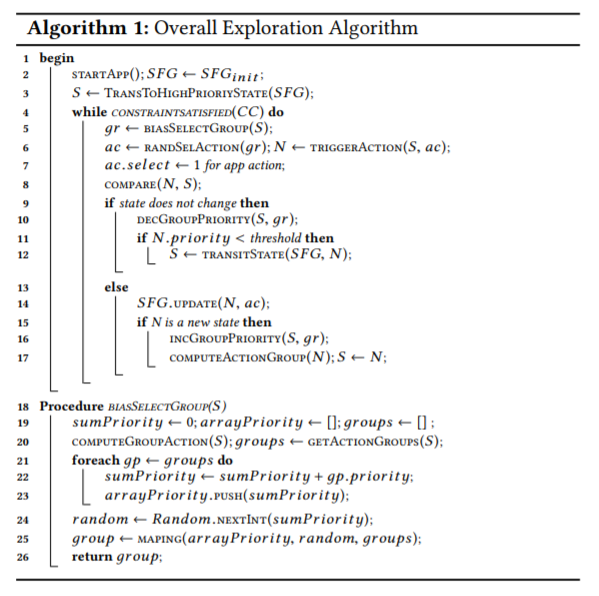 Algorithm 1: Overall Exploration Algorithm
1 begin
2 startApp(); SFG ← SFGinit;
3 S ← TransToHighPrioriyState(SFG);
4 while constraintsatisfied(CC) do
5 gr ← biasSelectGroup(S);
6 ac ← randSelAction(gr); N ← triggerAction(S, ac);
7 ac.select ← 1 for app action;
8 compare(N, S);
9 if state does not change then
10 decGroupPriority(S, gr);
11 if N.priority < threshold then
12 S ← transitState(SFG, N);
13 else
14 SFG.update(N, ac);
15 if N is a new state then
16 incGroupPriority(S, gr);
17 computeActionGroup(N); S ← N;
18 Procedure biasSelectGroup(S)
19 sumPriority ← 0; arrayPriority ← []; groups ← [] ;
20 computeGroupAction(S); groups ← getActionGroups(S);
21 foreach gp ← groups do
22 sumPriority ← sumPriority + gp.priority;
23 arrayPriority.push(sumPriority);
24 random ← Random.nextInt(sumPriority);
25 group ← maping(arrayPriority, random, groups);
26 return group;